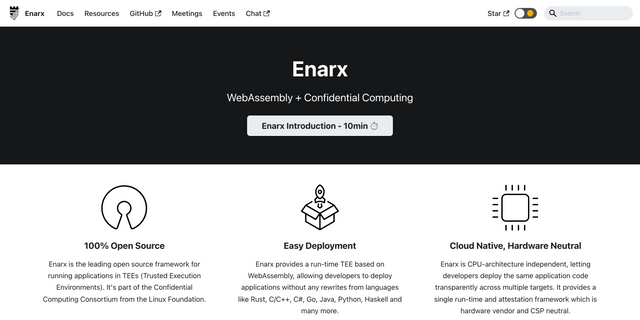 Enarx Docs Resources GitHub Meetings Events Chat Star Search
Enarx
WebAssembly + Confidential Computing
Enarx Introduction - 10min ⏱️
100% Open Source
Enarx is the leading open source framework for
running applications in TEEs (Trusted Execution
Environments). It's part of the Confidential
Computing Consortium from the Linux Foundation.
Easy Deployment
Enarx provides a run-time TEE based on
WebAssembly, allowing developers to deploy
applications without any rewrites from languages
like Rust, C/C++, C#, Go, Java, Python, Haskell and
many more.
Cloud Native, Hardware Neutral
Enarx is CPU-architecture independent, letting
developers deploy the same application code
transparently across multiple targets. It provides a
single run-time and attestation framework which is
hardware vendor and CSP neutral.